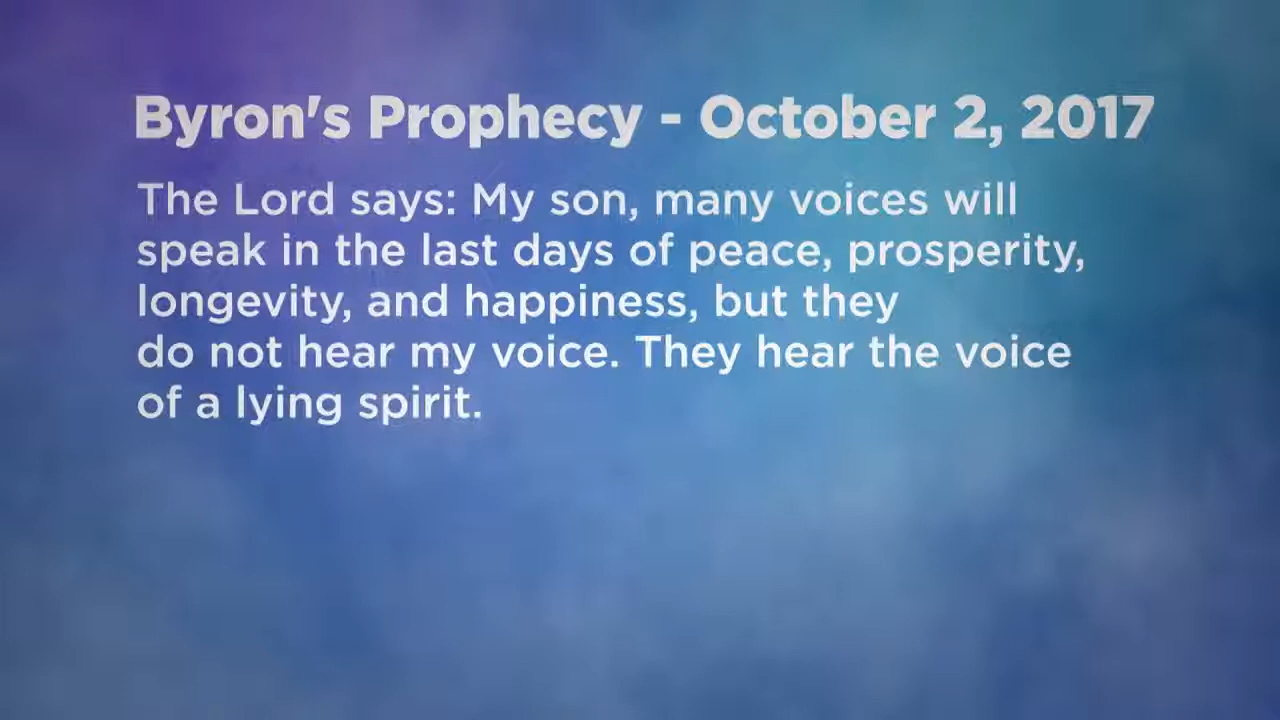 Byron's Prophecy - October 2, 2017
The Lord says: My son, many voices will
speak in the last days of peace, prosperity,
longevity, and happiness, but they
do not hear my voice. They hear the voice
of a lying spirit.